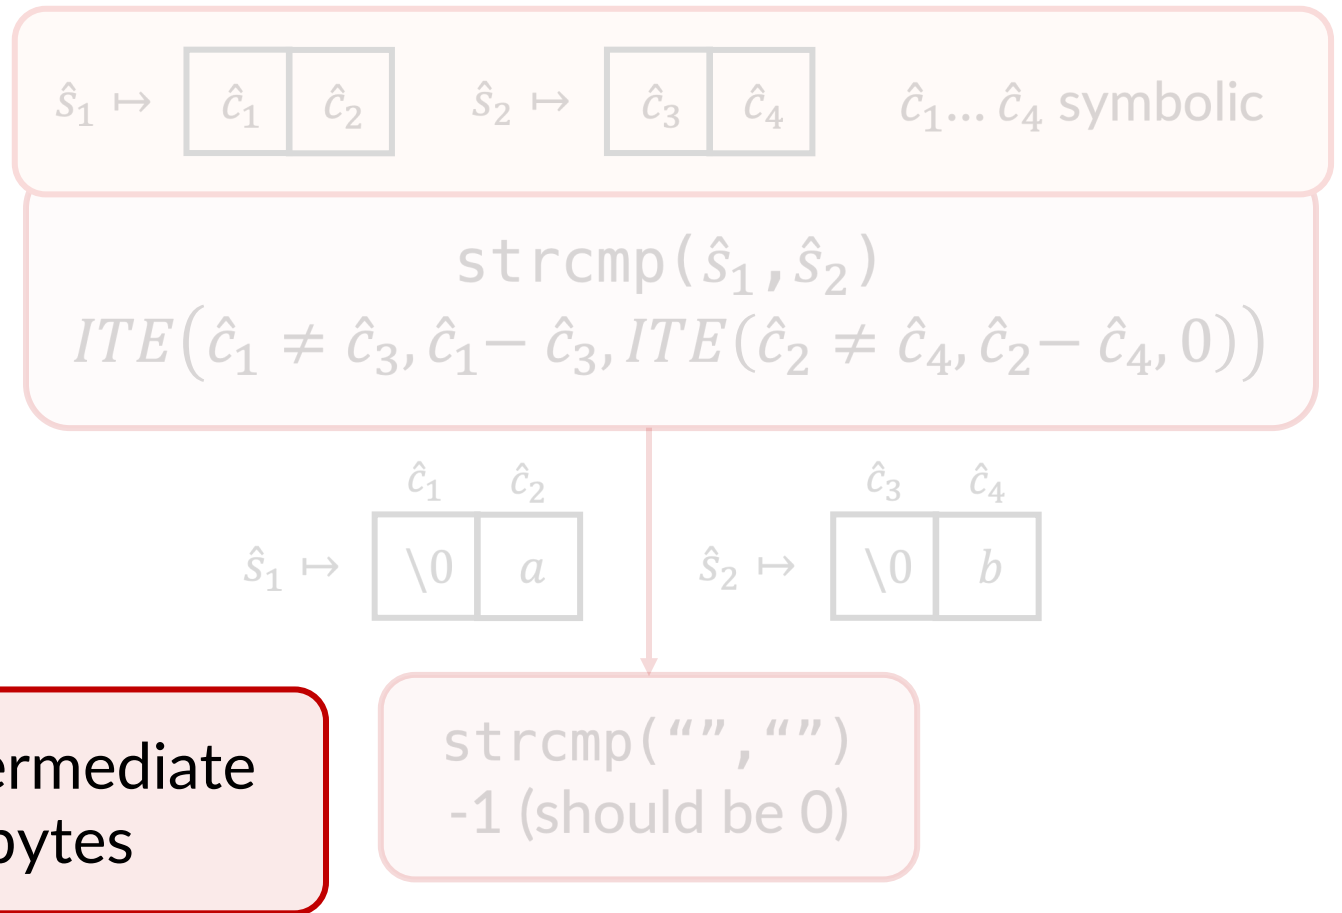 ŝ₁ ↦ ĉ₁ ĉ₂ ŝ₂ ↦ ĉ₃ ĉ₄ ĉ₁... ĉ₄ symbolic
strcmp(ŝ₁,ŝ₂)
ITE(ĉ₁ ≠ ĉ₃,ĉ₁− ĉ₃,ITE(ĉ₂ ≠ ĉ₄,ĉ₂− ĉ₄,0))
ĉ₁ ĉ₂ ĉ₃ ĉ₄
ŝ₁ ↦ \0 a ŝ₂ ↦ \0 b
strcmp(“”,“”)
-1 (should be 0)
ermediate
bytes